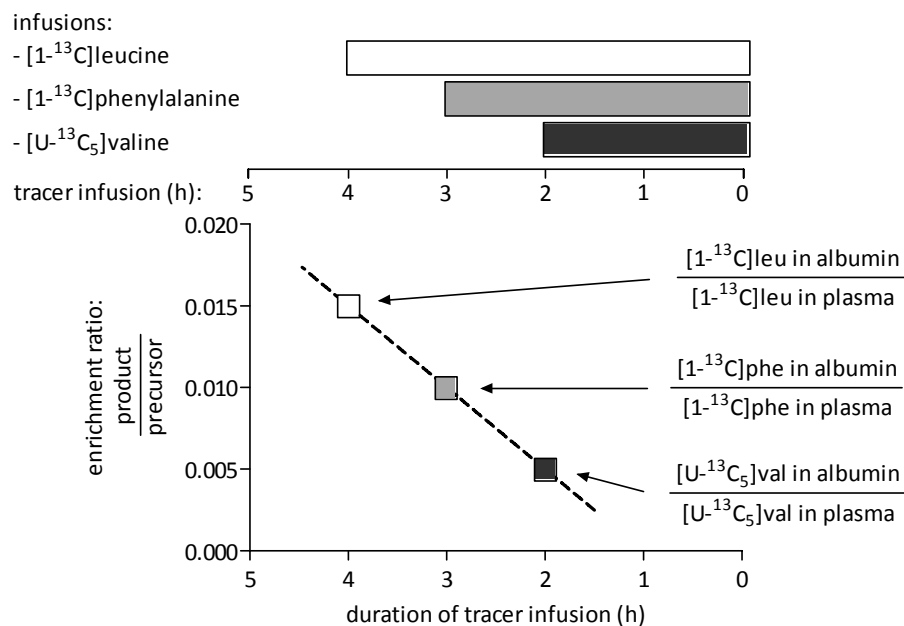 infusions:
- [1-¹³C]leucine
- [1-¹³C]phenylalanine
- [U-¹³C₅]valine
5 4 3 2 1 0
tracer infusion (h):
0.020
0.015
0.010
0.005
0.000
enrichment ratio:
product
precursor
[1-¹³C]leu in albumin
[1-¹³C]leu in plasma
[1-¹³C]phe in albumin
[1-¹³C]phe in plasma
[U-¹³C₅]val in albumin
[U-¹³C₅]val in plasma
5 4 3 2 1 0
duration of tracer infusion (h)